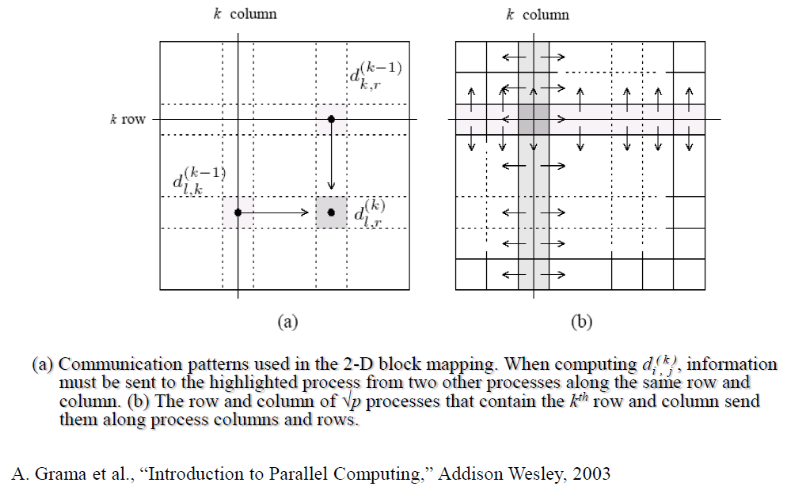 k column
k column
d_{k,r}^{(k-1)}
k row
d_{l,k}^{(k-1)}
d_{l,r}^{(k)}
(a)
(b)
(a) Communication patterns used in the 2-D block mapping. When computing d_{i,j}^{(k)}, information
must be sent to the highlighted process from two other processes along the same row and
column. (b) The row and column of √p processes that contain the kth row and column send
them along process columns and rows.
A. Grama et al., “Introduction to Parallel Computing,” Addison Wesley, 2003